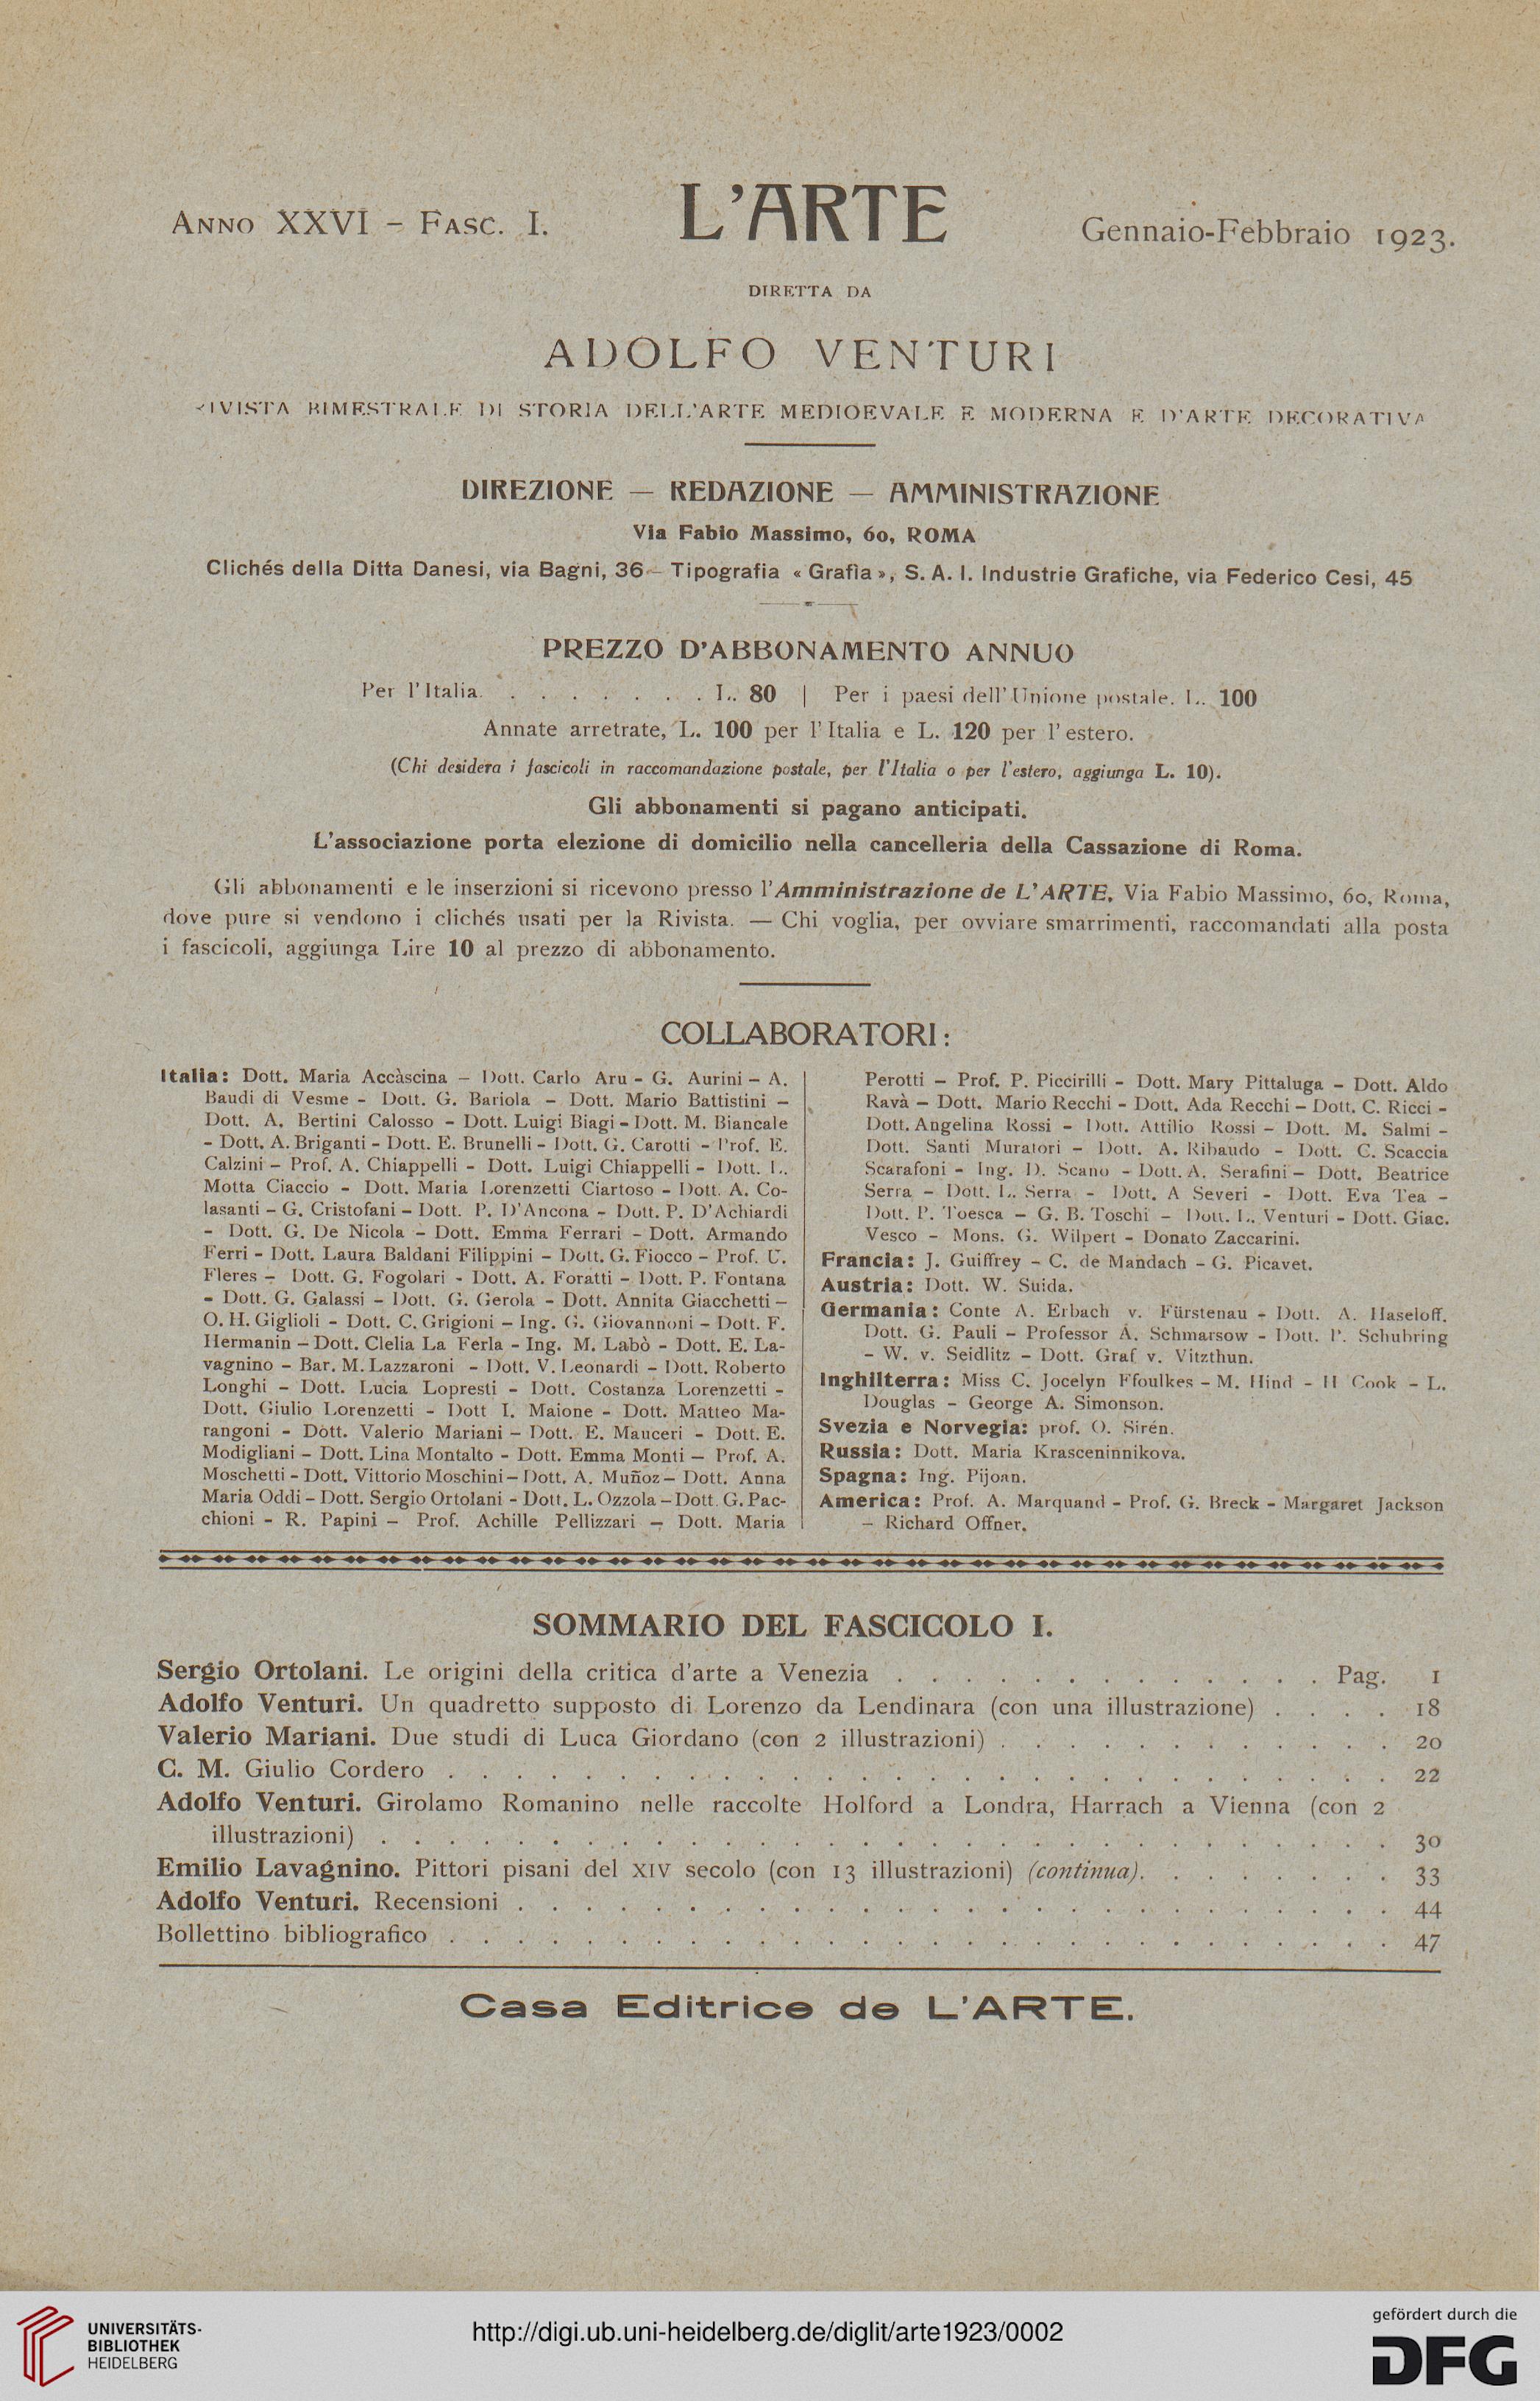 ANNO XXVI – FASC. I.
L'ARTE
Gennaio-Febbraio 1923.
DIRETTA DA
ADOLFO VENTURI
RIVISTA BIMESTRALE DI STORIA DELL'ARTE MEDIOEVALE E MODERNA E D'ARTE DECORATIVA
DIREZIONE — REDAZIONE — AMMINISTRAZIONE
Via Fabio Massimo, 60, ROMA
Clichés della Ditta Danesi, via Bagni, 36 – Tipografia « Grafìa », S. A. I. Industrie Grafiche, via Federico Cesi, 45
PREZZO D'ABBONAMENTO ANNUO
Per l'Italia. . . . . . . . L. 80 | Per i paesi dell'Unione postale. L. 100
Annate arretrate, L. 100 per l'Italia e L. 120 per l'estero.
(Chi desidera i fascicoli in raccomandazione postale, per l'Italia o per l'estero, aggiunga L. 10).
Gli abbonamenti si pagano anticipati.
L'associazione porta elezione di domicilio nella cancelleria della Cassazione di Roma.
Gli abbonamenti e le inserzioni si ricevono presso l'Amministrazione de L'ARTE, Via Fabio Massimo, 60, Roma,
dove pure si vendono i clichés usati per la Rivista. — Chi voglia, per ovviare smarrimenti, raccomandati alla posta
i fascicoli, aggiunga Lire 10 al prezzo di abbonamento.
COLLABORATORI:
Italia: Dott. Maria Accàscina – Dott. Carlo Aru - G. Aurini – A.
Baudi di Vesme - Dott. G. Bariola – Dott. Mario Battistini –
Dott. A. Bertini Calosso - Dott. Luigi Biagi - Dott. M. Biancale
- Dott. A. Briganti - Dott. E. Brunelli - Dott. G. Carotti - Prof. E.
Calzini – Prof. A. Chiappelli - Dott. Luigi Chiappelli - Dott. L.
Motta Ciaccio - Dott. Maria Lorenzetti Ciartoso - Dott. A. Co-
lasanti – G. Cristofani – Dott. P. D'Ancona - Dott. P. D'Achiardi
- Dott. G. De Nicola – Dott. Emma Ferrari - Dott. Armando
Ferri - Dott. Laura Baldani Filippini – Dott. G. Fiocco – Prof. U.
Fleres – Dott. G. Fogolari - Dott. A. Foratti – Dott. P. Fontana
- Dott. G. Galassi – Dott. G. Gerola - Dott. Annita Giacchetti –
O. H. Giglioli - Dott. C. Grigioni – Ing. G. Giovannoni – Dott. F.
Hermanin – Dott. Clelia La Ferla - Ing. M. Labò - Dott. E. La-
vagnino – Bar. M. Lazzaroni - Dott. V. Leonardi – Dott. Roberto
Longhi – Dott. Lucia Lopresti - Dott. Costanza Lorenzetti -
Dott. Giulio Lorenzetti - Dott I. Maione - Dott. Matteo Ma-
rangoni - Dott. Valerio Mariani – Dott. E. Mauceri - Dott. E.
Modigliani – Dott. Lina Montalto - Dott. Emma Monti – Prof. A.
Moschetti - Dott. Vittorio Moschini – Dott. A. Muñoz – Dott. Anna
Maria Oddi – Dott. Sergio Ortolani - Dott. L. Ozzola – Dott. G. Pac-
chioni - R. Papini – Prof. Achille Pellizzari – Dott. Maria
Perotti – Prof. P. Piccirilli - Dott. Mary Pittaluga – Dott. Aldo
Ravà – Dott. Mario Recchi - Dott. Ada Recchi – Dott. C. Ricci -
Dott. Angelina Rossi - Dott. Attilio Rossi – Dott. M. Salmi -
Dott. Santi Muratori – Dott. A. Ribaudo - Dott. C. Scaccia
Scarafoni - Ing. D. Scano - Dott. A. Serafini – Dott. Beatrice
Serra – Dott. L. Serra - Dott. A Severi - Dott. Eva Tea -
Dott. P. Toesca – G. B. Toschi – Dott. L. Venturi - Dott. Giac.
Vesco - Mons. G. Wilpert - Donato Zaccarini.
Francia: J. Guiffrey - C. de Mandach - G. Picavet.
Austria: Dott. W. Suida.
Germania: Conte A. Erbach v. Fürstenau - Dott. A. Haseloff.
Dott. G. Pauli – Professor A. Schmarsow - Dott. P. Schubring
- W. v. Seidlitz – Dott. Graf v. Vitzthun.
Inghilterra: Miss C. Jocelyn Ffoulkes – M. Hind - H Cook - L.
Douglas – George A. Simonson.
Svezia e Norvegia: prof. O. Sirén.
Russia: Dott. Maria Krasceninnikova.
Spagna: Ing. Pijoan.
America: Prof. A. Marquand - Prof. G. Breck - Margaret Jackson
– Richard Offner.
SOMMARIO DEL FASCICOLO I.
Sergio Ortolani. Le origini della critica d'arte a Venezia . . . . . . . . . . . . . Pag. 1
Adolfo Venturi. Un quadretto supposto di Lorenzo da Lendinara (con una illustrazione) . . . . 18
Valerio Mariani. Due studi di Luca Giordano (con 2 illustrazioni) . . . . . . . . . . . . 20
C. M. Giulio Cordero . . . . . . . . . . . . . . . . . . . . . . . . . . . . 22
Adolfo Venturi. Girolamo Romanino nelle raccolte Holford a Londra, Harrach a Vienna (con 2
illustrazioni) . . . . . . . . . . . . . . . . . . . . . . . . . . . . . . 30
Emilio Lavagnino. Pittori pisani del XIV secolo (con 13 illustrazioni) (continua). . . . . . . . 33
Adolfo Venturi. Recensioni . . . . . . . . . . . . . . . . . . . . . . . . . . 44
Bollettino bibliografico . . . . . . . . . . . . . . . . . . . . . . . . . . . . 47
Casa Editrice de L'ARTE.
UNIVERSITÄTS-
BIBLIOTHEK
HEIDELBERG
http://digi.ub.uni-heidelberg.de/diglit/arte1923/0002
gefördert durch die
DFG